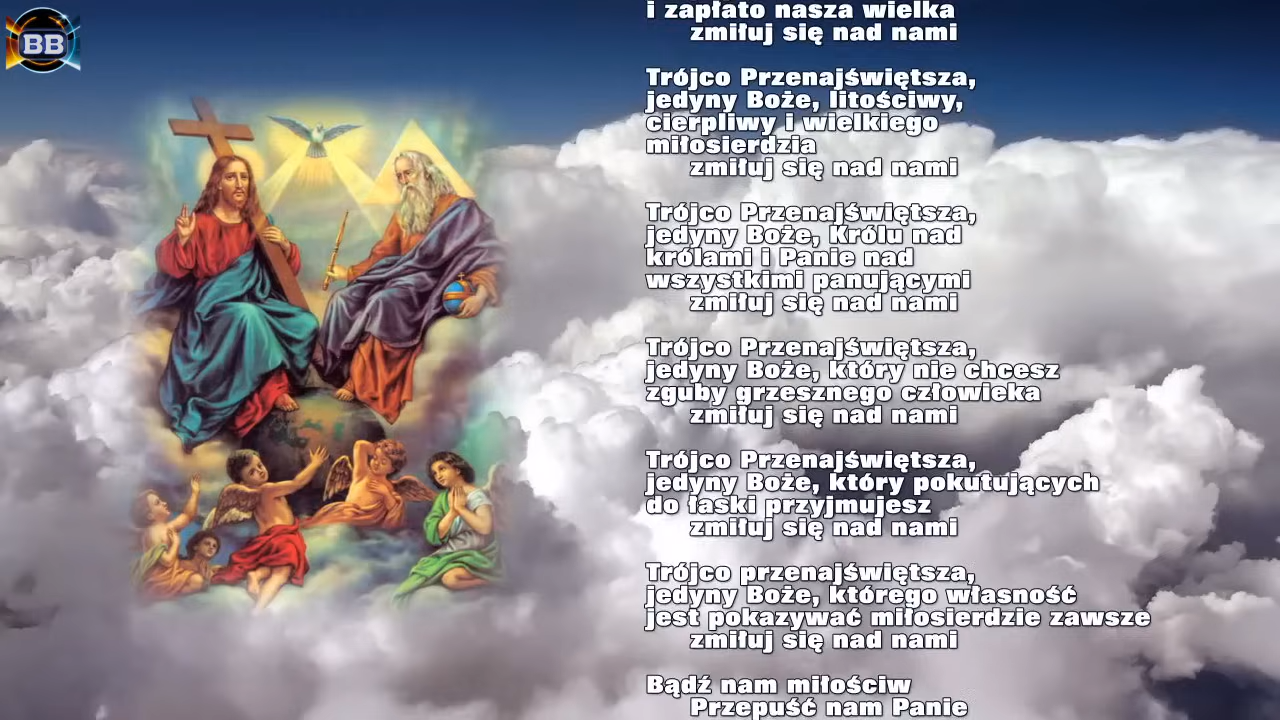 BB
i zapłato nasza wielka
zmiłuj się nad nami
Trójco Przenajświętsza,
jedyny Boże, litościwy,
cierpliwy i wielkiego
miłosierdzia
zmiłuj się nad nami
Trójco Przenajświętsza,
jedyny Boże, Królu nad
królami i Panie nad
wszystkimi panującymi
zmiłuj się nad nami
Trójco Przenajświętsza,
jedyny Boże, który nie chcesz
zguby grzesznego człowieka
zmiłuj się nad nami
Trójco Przenajświętsza,
jedyny Boże, który pokutujących
do łaski przyjmujesz
zmiłuj się nad nami
Trójco przenajświętsza,
jedyny Boże, którego własność
jest pokazywać miłosierdzie zawsze
zmiłuj się nad nami
Bądź nam miłościw
Przepuść nam Panie